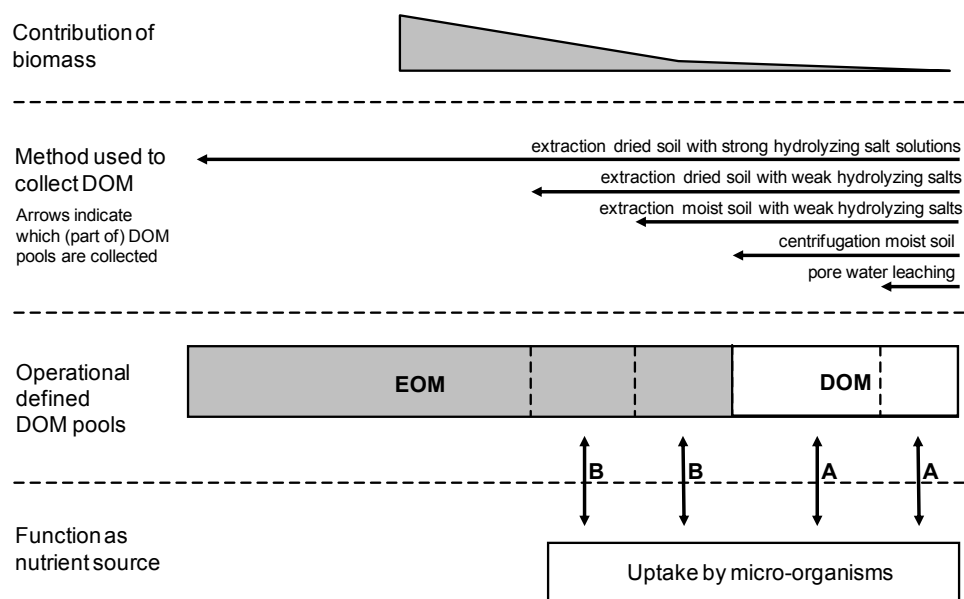 Contribution of
biomass
Method used to
collect DOM
Arrows indicate
which (part of) DOM
pools are collected
extraction dried soil with strong hydrolyzing salt solutions
extraction dried soil with weak hydrolyzing salts
extraction moist soil with weak hydrolyzing salts
centrifugation moist soil
pore water leaching
Operational
defined
DOM pools
EOM
DOM
B
B
A
A
Function as
nutrient source
Uptake by micro-organisms